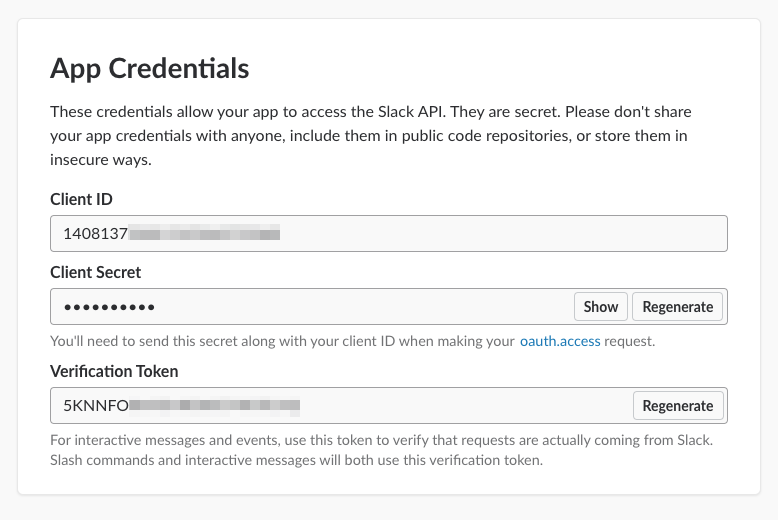 App Credentials
These credentials allow your app to access the Slack API. They are secret. Please don't share
your app credentials with anyone, include them in public code repositories, or store them in
insecure ways.
Client ID
1408137
Client Secret
••••••••••
Show
Regenerate
You'll need to send this secret along with your client ID when making your oauth.access request.
Verification Token
5KNNFO
Regenerate
For interactive messages and events, use this token to verify that requests are actually coming from Slack.
Slash commands and interactive messages will both use this verification token.